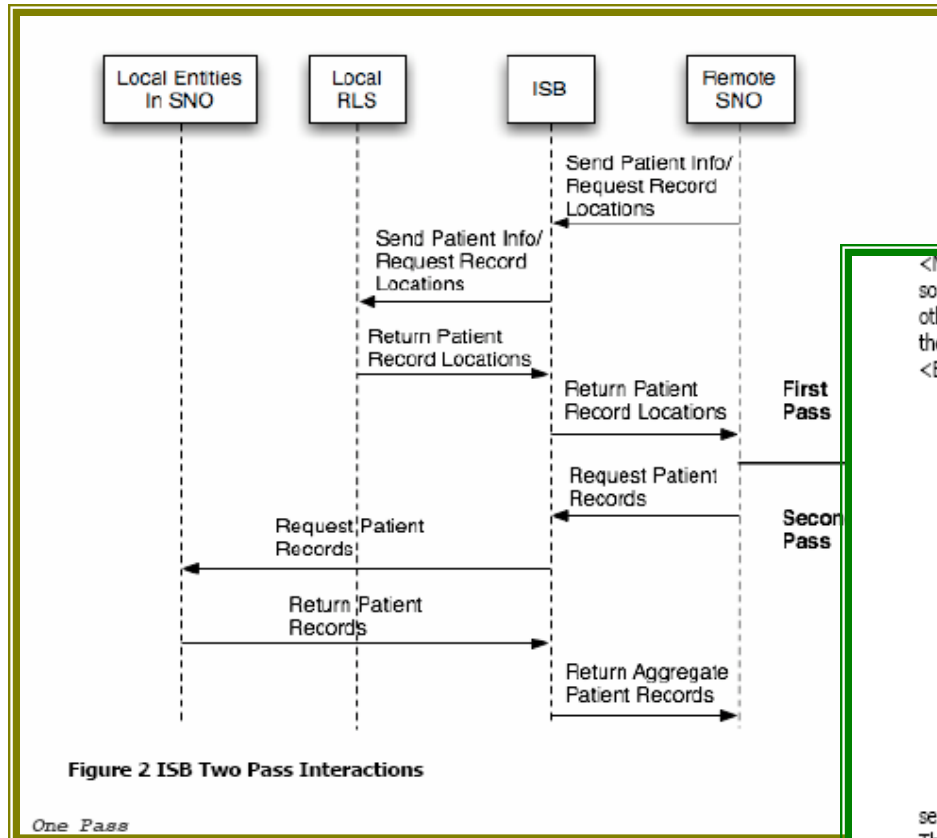 Local Entities
In SNO
Local
RLS
ISB
Remote
SNO
Send Patient Info/
Request Record
Locations
Send Patient Info/
Request Record
Locations
Return Patient
Record Locations
Return Patient
Record Locations
First
Pass
Request Patient
Records
Second
Pass
Request Patient
Records
Return Patient
Records
Return Aggregate
Patient Records
Figure 2 ISB Two Pass Interactions
One Pass